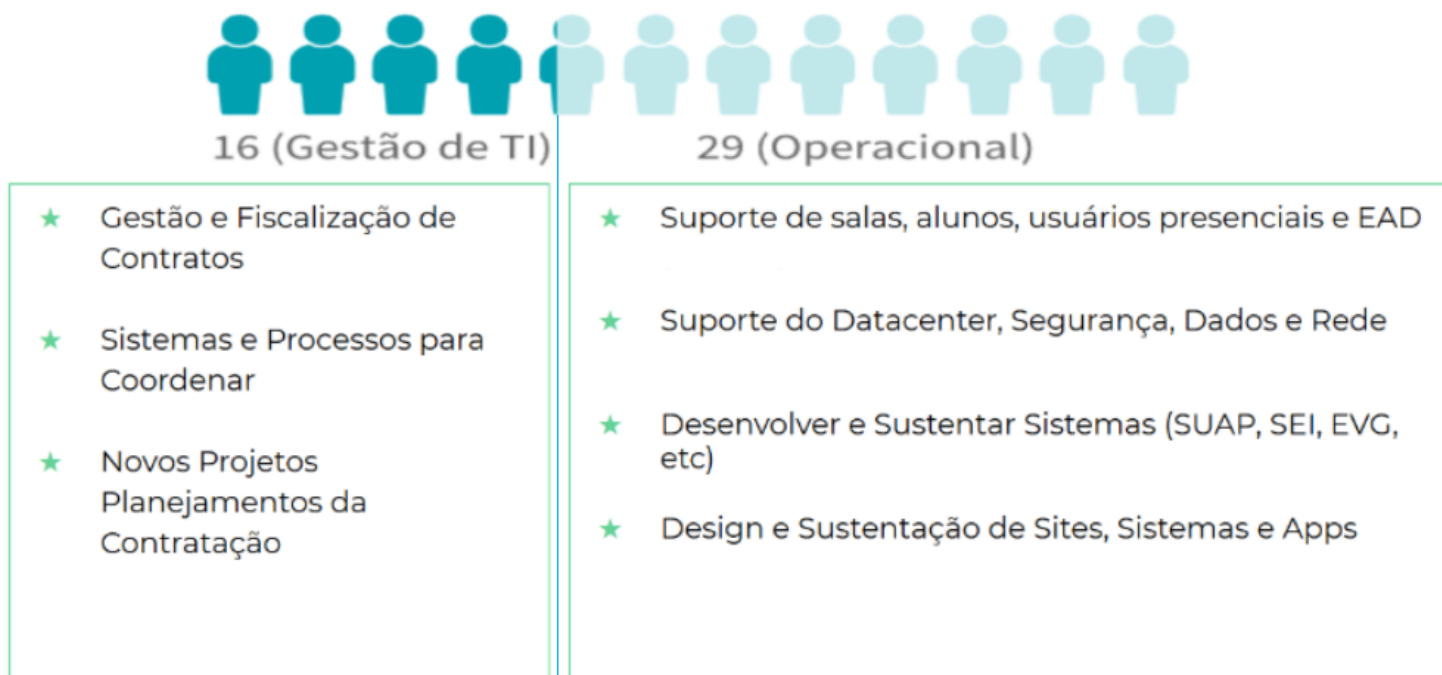 16 (Gestão de TI)
29 (Operacional)
Gestão e Fiscalização de
Contratos
Sistemas e Processos para
Coordenar
Novos Projetos
Planejamentos da
Contratação
Suporte de salas, alunos, usuários presenciais e EAD
Suporte do Datacenter, Segurança, Dados e Rede
Desenvolver e Sustentar Sistemas (SUAP, SEI, EVG,
etc)
Design e Sustentação de Sites, Sistemas e Apps